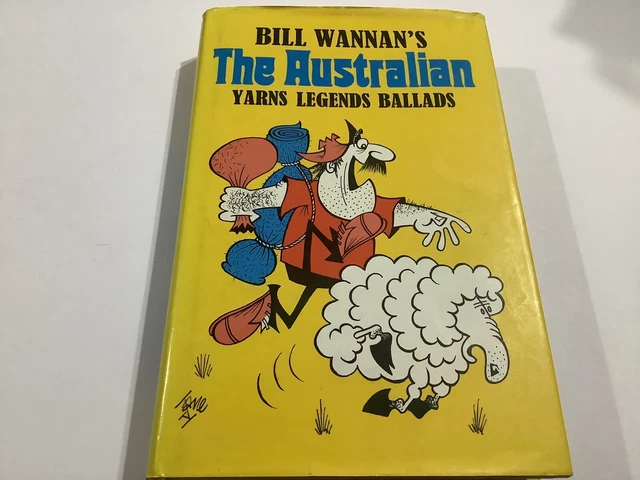 BILL WANNAN'S
The Australian
YARNS LEGENDS BALLADS